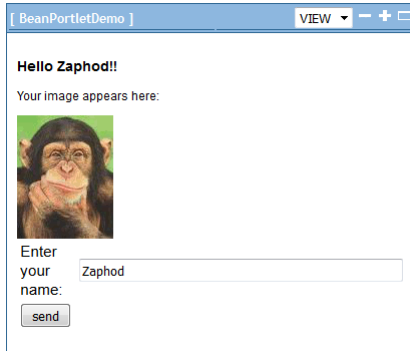 [ BeanPortletDemo ] VIEW
Hello Zaphod!!
Your image appears here:
Enter
your
name:
Zaphod
send